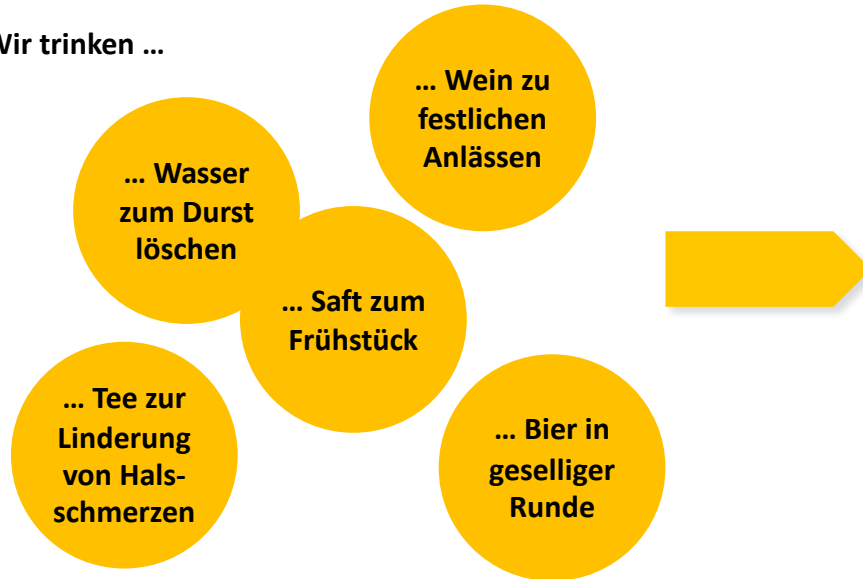 Wir trinken …
… Wein zu
festlichen
Anlässen
… Wasser
zum Durst
löschen
… Saft zum
Frühstück
… Tee zur
Linderung
von Hals-
schmerzen
… Bier in
geselliger
Runde